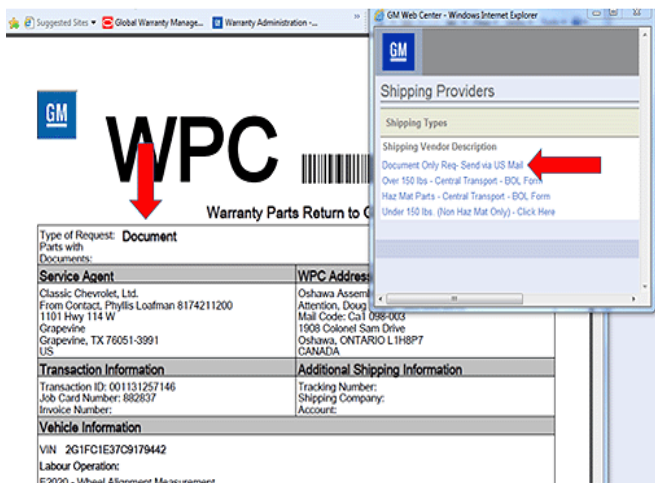 Suggested Sites
Global Warranty Manage...
Warranty Administration -...
»
GM Web Center - Windows Internet Explorer
GM
Shipping Providers
Shipping Types
Shipping Vendor Description
Document Only Req- Send via US Mail
Over 150 lbs - Central Transport - BOL Form
Haz Mat Parts - Central Transport - BOL Form
Under 150 lbs. (Non Haz Mat Only) - Click Here
GM
WPC
Warranty Parts Return to
Type of Request: Document
Parts with
Documents:
Service Agent
WPC Address
Classic Chevrolet, Ltd.
From Contact, Phyllis Loafman 8174211200
1101 Hwy 114 W
Grapevine
Grapevine, TX 76051-3991
US
Oshawa Assem
Attention, Doug
Mail Code: Ca1 098-003
1908 Colonel Sam Drive
Oshawa, ONTARIO L1H8P7
CANADA
Transaction Information
Additional Shipping Information
Transaction ID: 001131257146
Job Card Number: 882837
Invoice Number:
Tracking Number:
Shipping Company:
Account:
Vehicle Information
VIN 2G1FC1E37C9179442
Labour Operation:
E2020 - Wheel Alignment Measurement